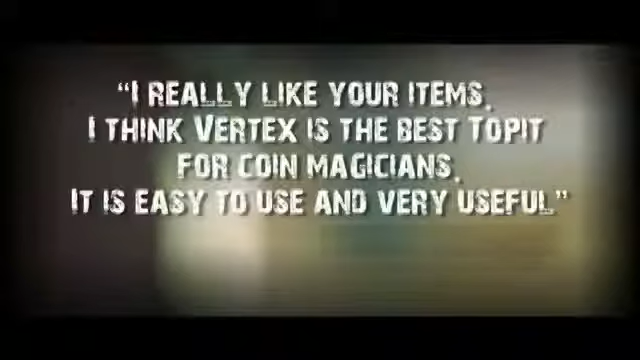 “I REALLY LIKE YOUR ITEMS.
I THINK VERTEX IS THE BEST TOPIT
FOR COIN MAGICIANS.
IT IS EASY TO USE AND VERY USEFUL”